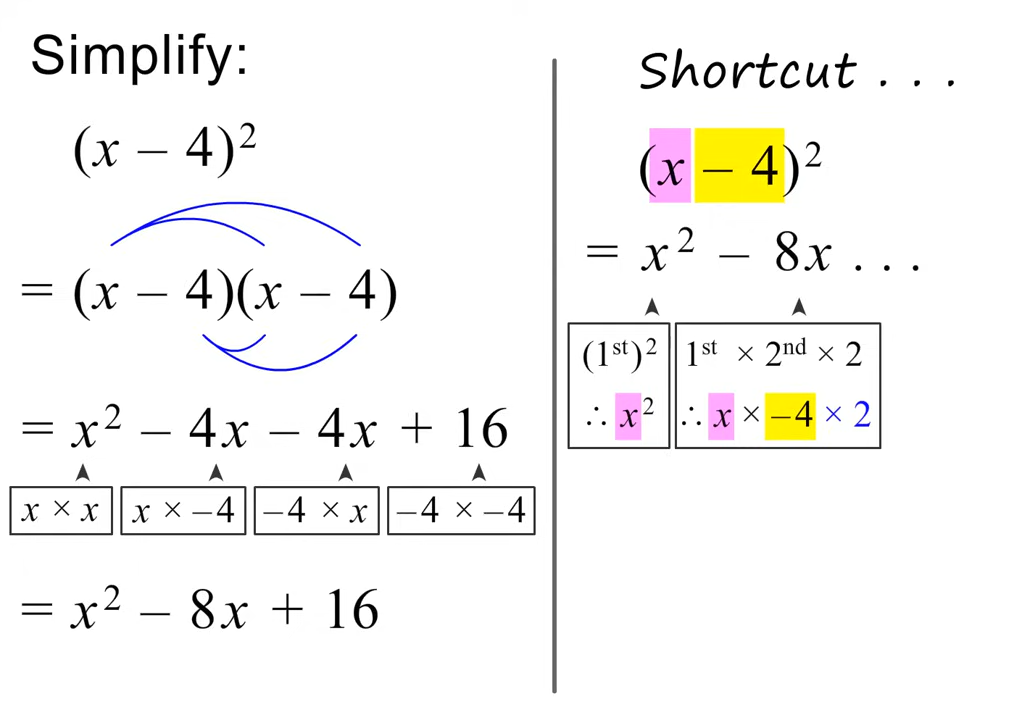 Simplify:
(x – 4)²
= (x – 4)(x – 4)
= x² – 4x – 4x + 16
x × x
x × –4
–4 × x
–4 × –4
= x² – 8x + 16
Shortcut . . .
(x – 4)²
= x² – 8x . . .
(1ˢᵗ)²
∴ x²
1ˢᵗ × 2ⁿᵈ × 2
∴ x × –4 × 2